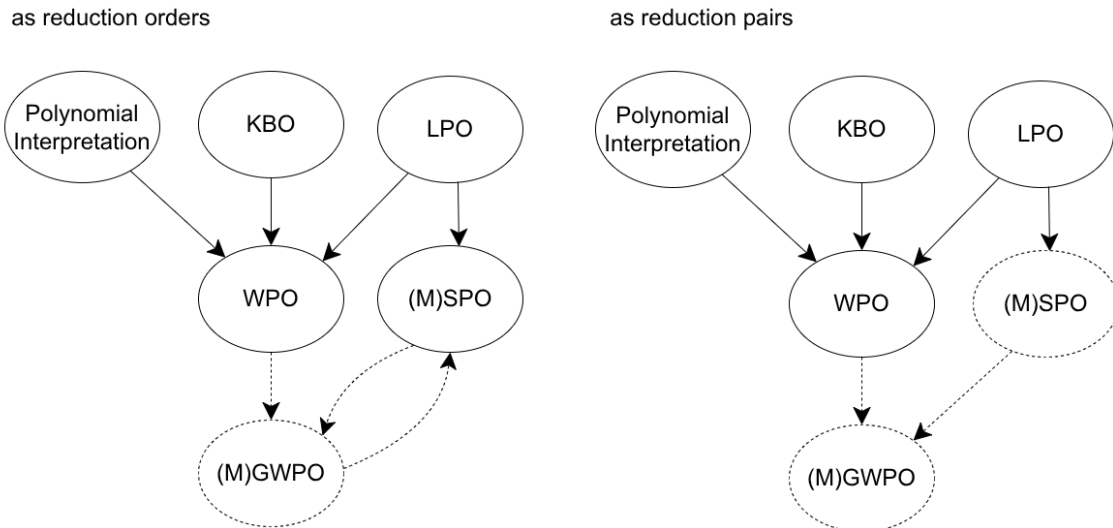 as reduction orders
Polynomial
Interpretation
KBO
LPO
WPO
(M)SPO
(M)GWPO
as reduction pairs
Polynomial
Interpretation
KBO
LPO
WPO
(M)SPO
(M)GWPO